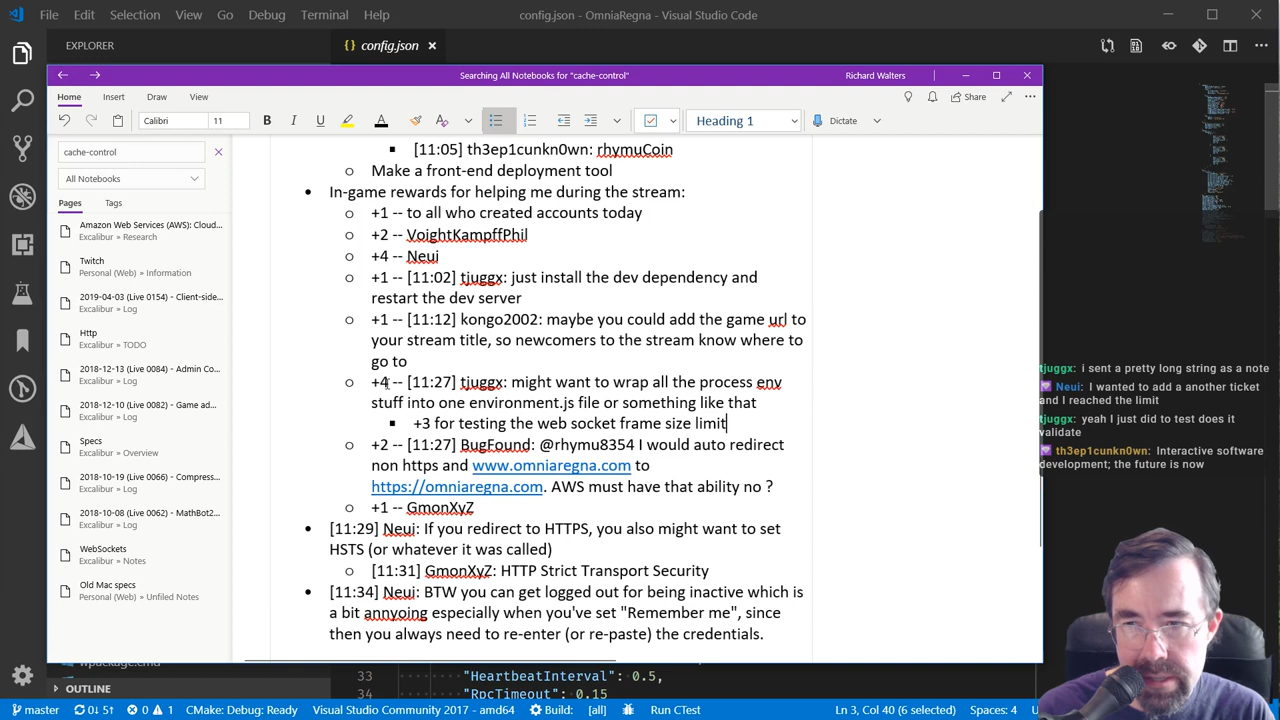 File Edit Selection View Go Debug Terminal Help config.json - OmniaRegna - Visual Studio Code
EXPLORER {} config.json
Searching All Notebooks for "cache-control" Richard Walters
Home Insert Draw View Share
Calibri 11 B I U A Heading 1 Dictate
cache-control
All Notebooks
Pages Tags
Amazon Web Services (AWS): Cloud...
Excalibur » Research
Twitch
Personal (Web) » Information
2019-04-03 (Live 0154) - Client-side...
Excalibur » Log
Http
Excalibur » TODO
2018-12-13 (Live 0084) - Admin Co...
Excalibur » Log
2018-12-10 (Live 0082) - Game ad...
Excalibur » Log
Specs
Excalibur » Overview
2018-10-19 (Live 0066) - Compress...
Excalibur » Log
2018-10-08 (Live 0062) - MathBot2...
Excalibur » Log
WebSockets
Excalibur » Notes
Old Mac specs
Personal (Web) » Unfiled Notes
[11:05] th3ep1cunkn0wn: rhymuCoin
Make a front-end deployment tool
In-game rewards for helping me during the stream:
+1 -- to all who created accounts today
+2 -- VoightKampffPhil
+4 -- Neui
+1 -- [11:02] tjuggx: just install the dev dependency and
restart the dev server
+1 -- [11:12] kongo2002: maybe you could add the game url to
your stream title, so newcomers to the stream know where to
go to
+4 -- [11:27] tjuggx: might want to wrap all the process env
stuff into one environment.js file or something like that
+3 for testing the web socket frame size limit
+2 -- [11:27] BugFound: @rhymu8354 I would auto redirect
non https and www.omniaregna.com to
https://omniaregna.com. AWS must have that ability no ?
+1 -- GmonXyZ
[11:29] Neui: If you redirect to HTTPS, you also might want to set
HSTS (or whatever it was called)
[11:31] GmonXyZ: HTTP Strict Transport Security
[11:34] Neui: BTW you can get logged out for being inactive which is
a bit annyoing especially when you've set "Remember me", since
then you always need to re-enter (or re-paste) the credentials.
tjuggx: i sent a pretty long string as a note
Neui: I wanted to add a another ticket
and I reached the limit
tjuggx: yeah I just did to test does it
validate
th3ep1cunkn0wn: Interactive software
development; the future is now
wpackage.cmd
OUTLINE
33 "HeartbeatInterval": 0.5,
34 "RpcTimeout": 0.15
master 0↓ 5↑ 0 1 CMake: Debug: Ready Visual Studio 2017 - amd64 Build: [all] Run CTest Ln 3, Col 40 (6 selected) Spaces: 4